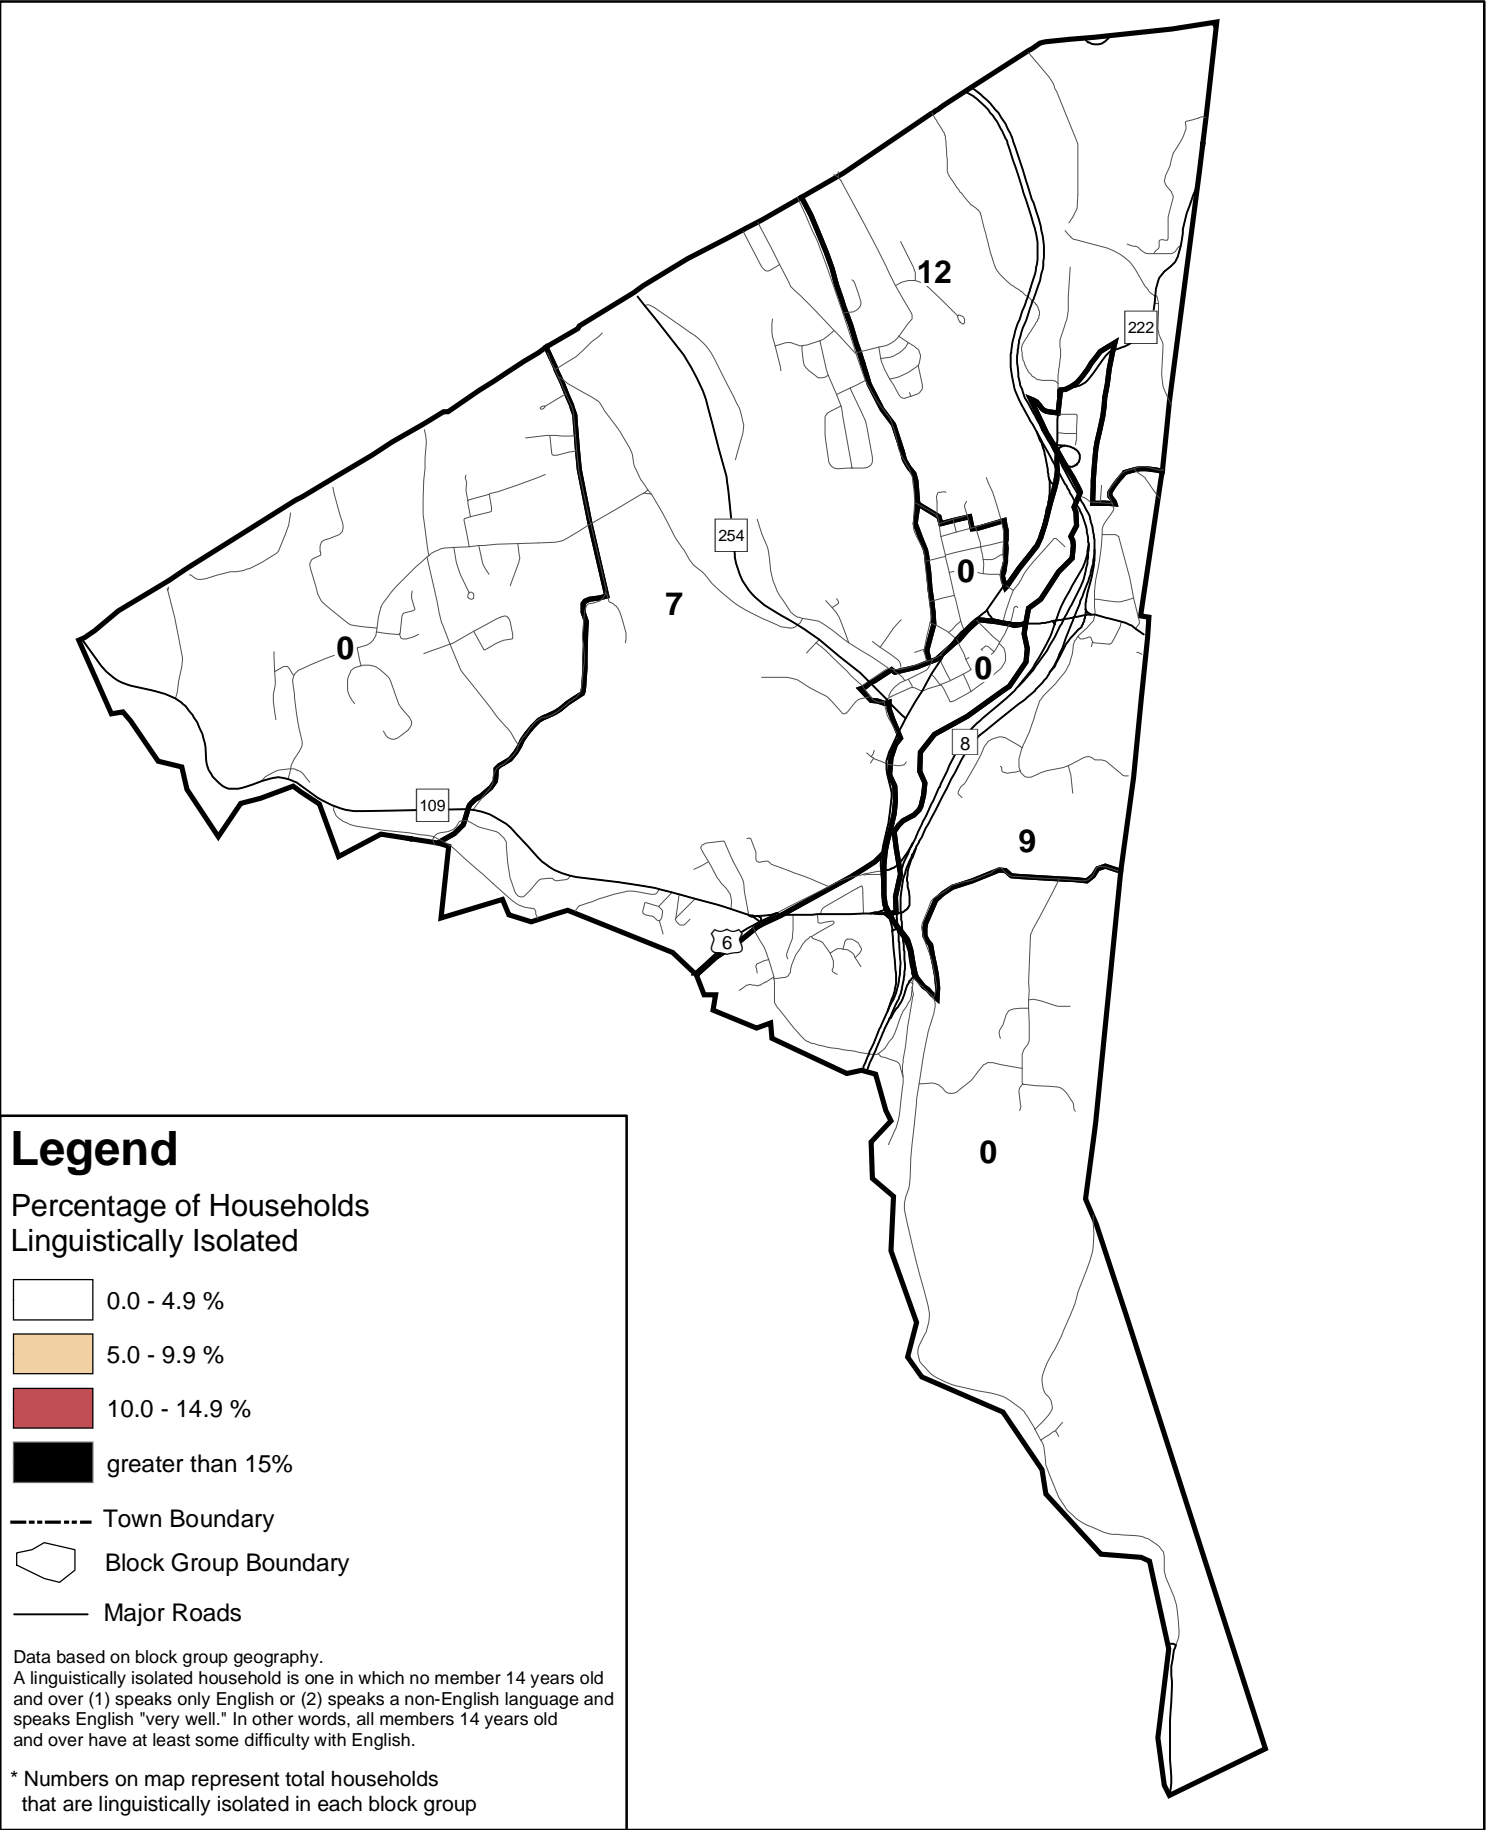 12
222
254
0
7
0
0
8
109
9
6
0
Legend
Percentage of Households
Linguistically Isolated
0.0 - 4.9 %
5.0 - 9.9 %
10.0 - 14.9 %
greater than 15%
Town Boundary
Block Group Boundary
Major Roads
Data based on block group geography.
A linguistically isolated household is one in which no member 14 years old
and over (1) speaks only English or (2) speaks a non-English language and
speaks English "very well." In other words, all members 14 years old
and over have at least some difficulty with English.
* Numbers on map represent total households
that are linguistically isolated in each block group